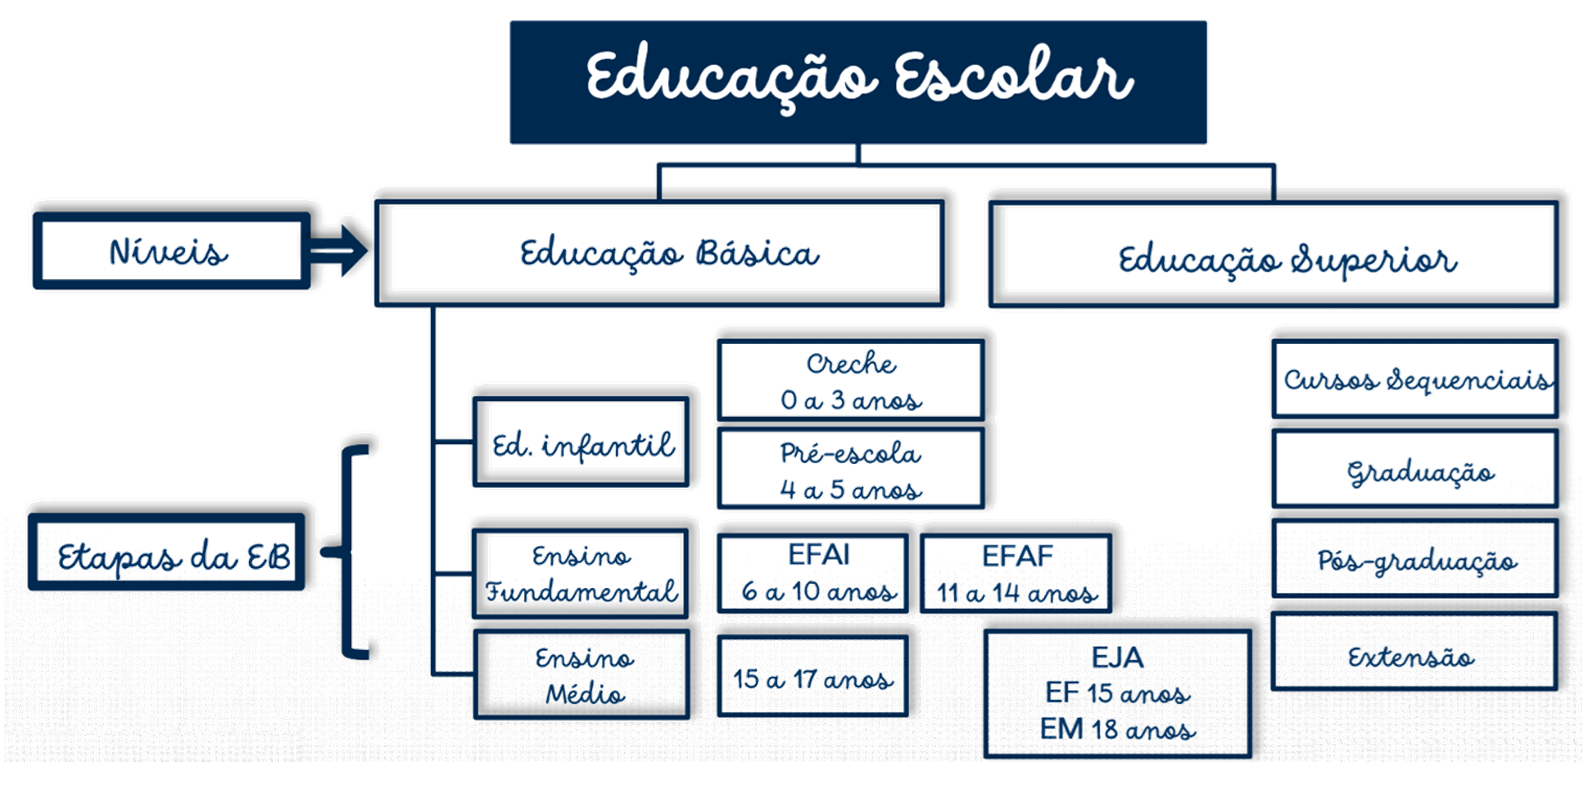 Educação Escolar
Níveis
Educação Básica
Educação Superior
Etapas da EB
Ed. infantil
Creche
0 a 3 anos
Pré-escola
4 a 5 anos
Ensino
Fundamental
EFAI
6 a 10 anos
EFAF
11 a 14 anos
Ensino
Médio
15 a 17 anos
EJA
EF 15 anos
EM 18 anos
Cursos Sequenciais
Graduação
Pós-graduação
Extensão